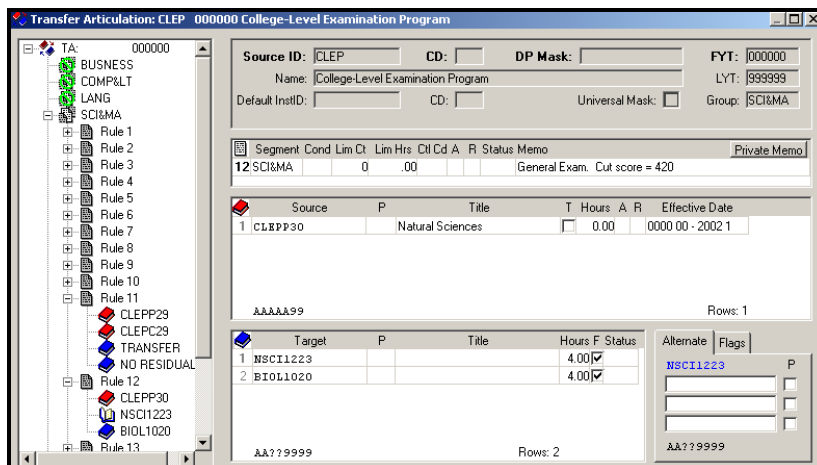 Transfer Articulation: CLEP 000000 College-Level Examination Program
TA: 000000
BUSNESS
COMP&LT
LANG
SCI&MA
Rule 1
Rule 2
Rule 3
Rule 4
Rule 5
Rule 6
Rule 7
Rule 8
Rule 9
Rule 10
Rule 11
CLEPP29
CLEPC29
TRANSFER
NO RESIDUAL
Rule 12
CLEPP30
NSCI1223
BIOL1020
Rule 13
Source ID: CLEP CD: DP Mask: FYT: 000000
Name: College-Level Examination Program LYT: 999999
Default InstID: CD: Universal Mask: Group: SCI&MA
Segment Cond Lim Ct Lim Hrs Ctl Cd A R Status Memo Private Memo
12 SCI&MA 0 .00 General Exam. Cut score = 420
Source P Title T Hours A R Effective Date
1 CLEPP30 Natural Sciences 0.00 0000 00 - 2002 1
AAAAA99 Rows: 1
Target P Title Hours F Status
1 NSCI1223 4.00
2 BIOL1020 4.00
AA??9999 Rows: 2
Alternate Flags
NSCI1223 P
AA??9999